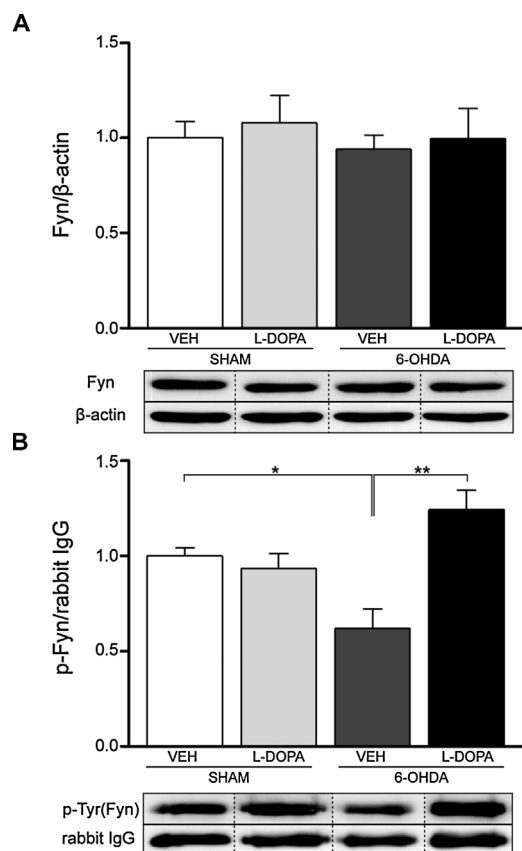 A
Fyn/β-actin
1.5
1.0
0.5
0.0
VEH L-DOPA VEH L-DOPA
SHAM 6-OHDA
Fyn
β-actin
B
p-Fyn/rabbit IgG
1.5
* **
1.0
0.5
0.0
VEH L-DOPA VEH L-DOPA
SHAM 6-OHDA
p-Tyr(Fyn)
rabbit IgG